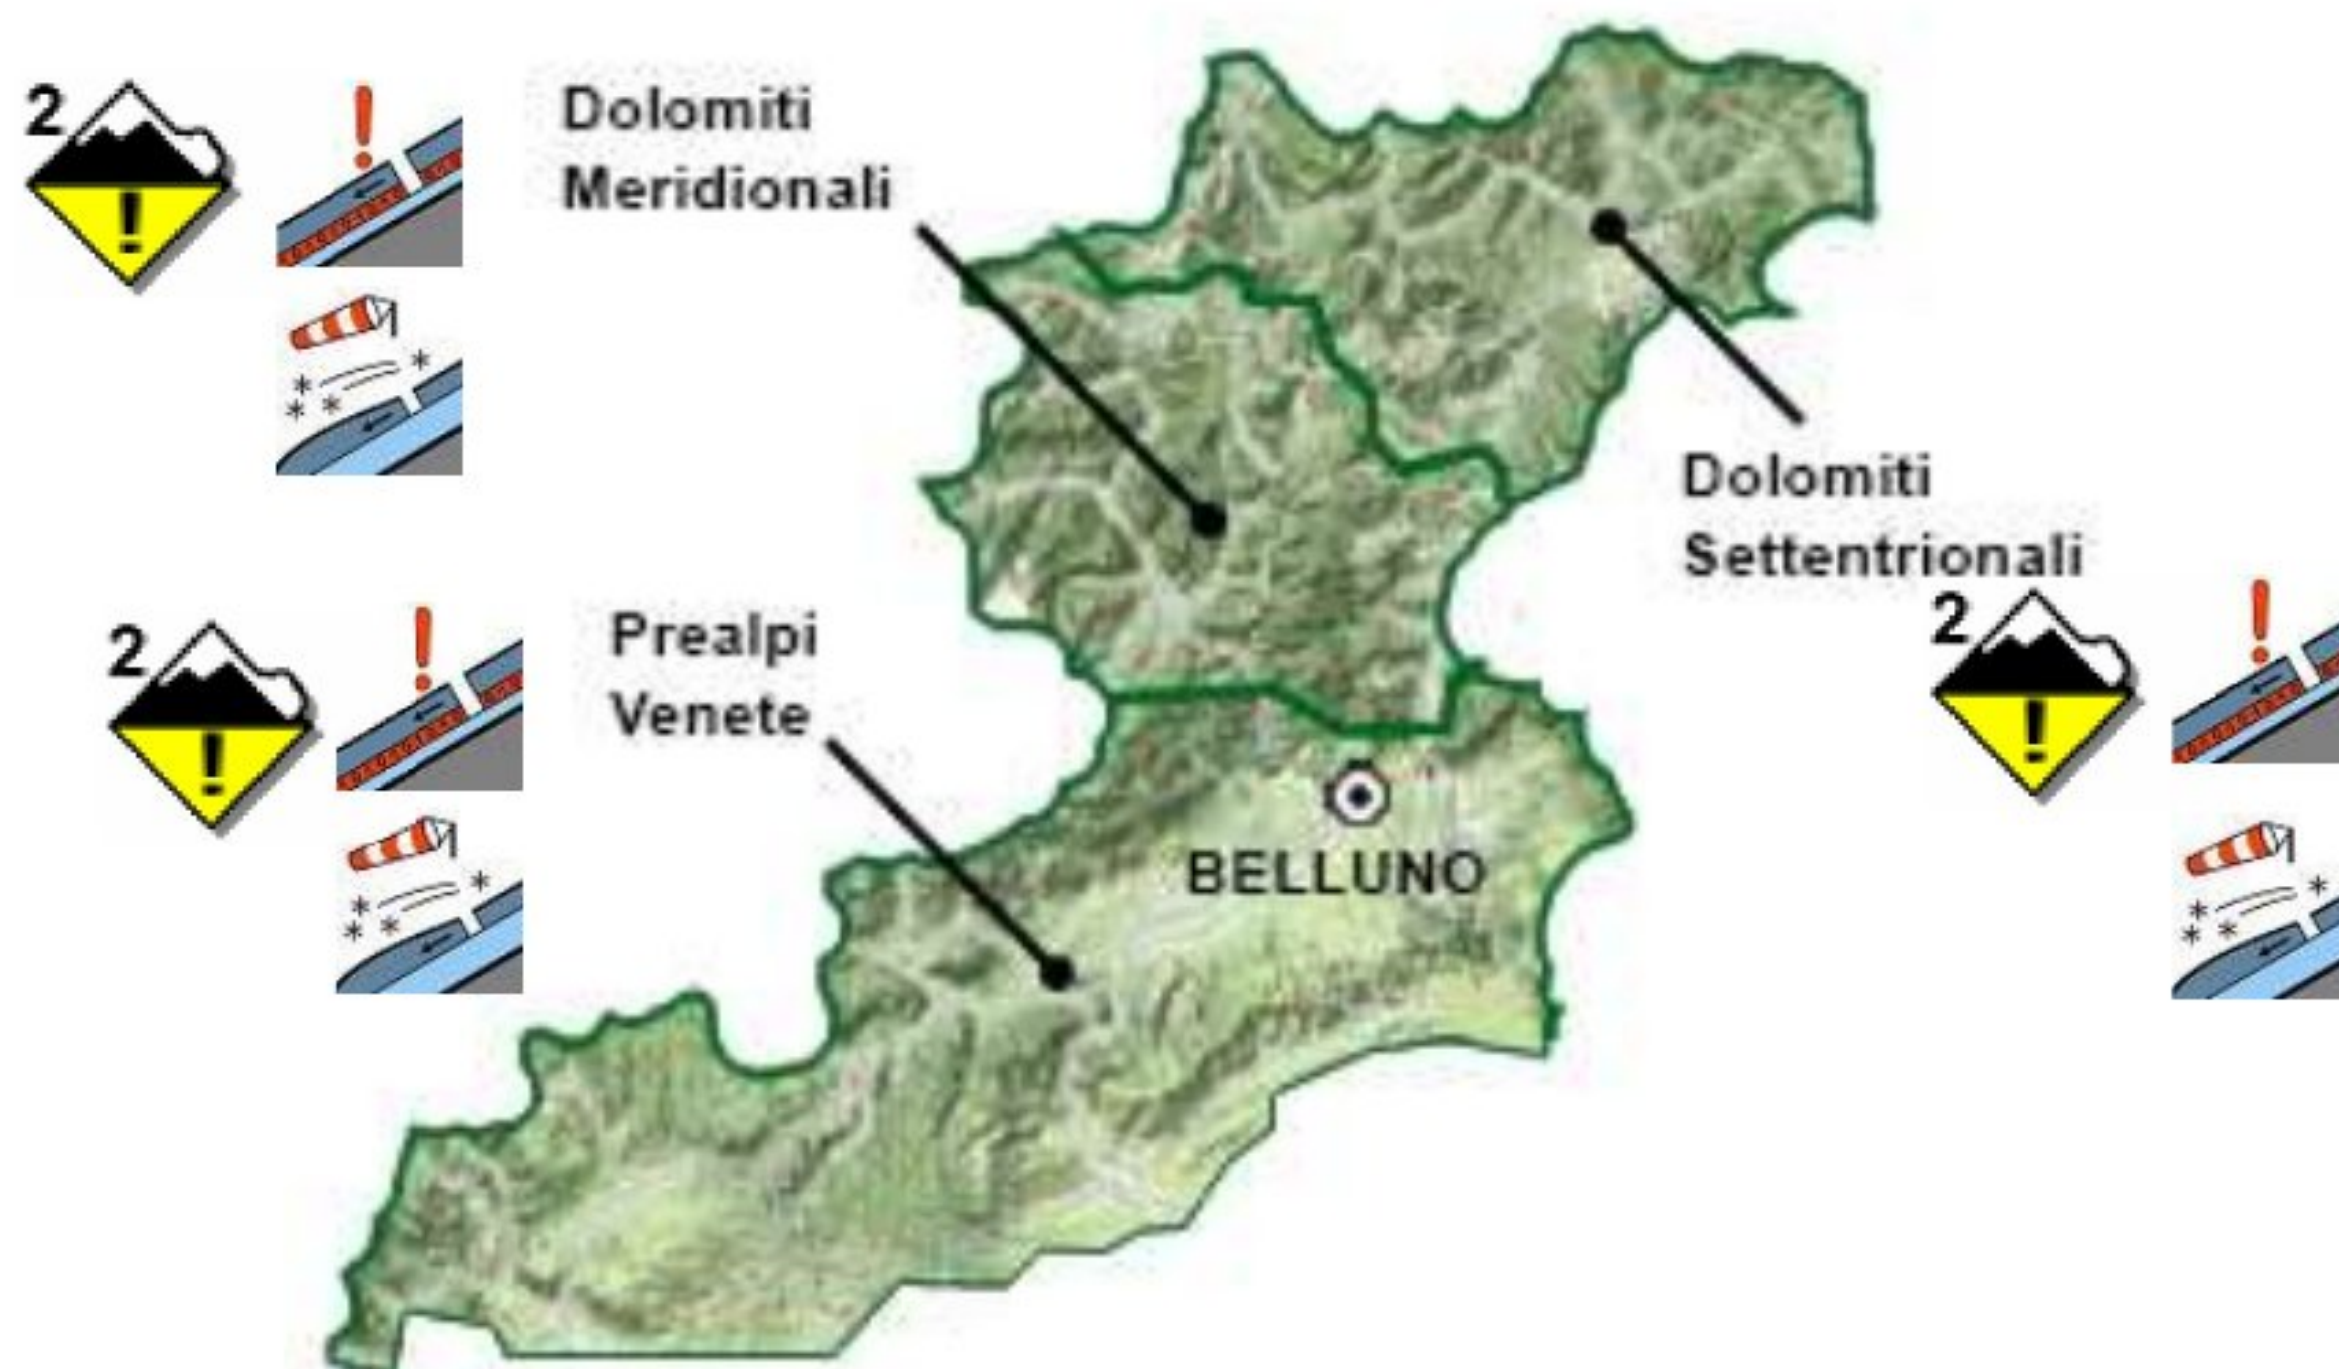 2
Dolomiti
Meridionali
Dolomiti
Settentrionali
2
Prealpi
Venete
2
BELLUNO